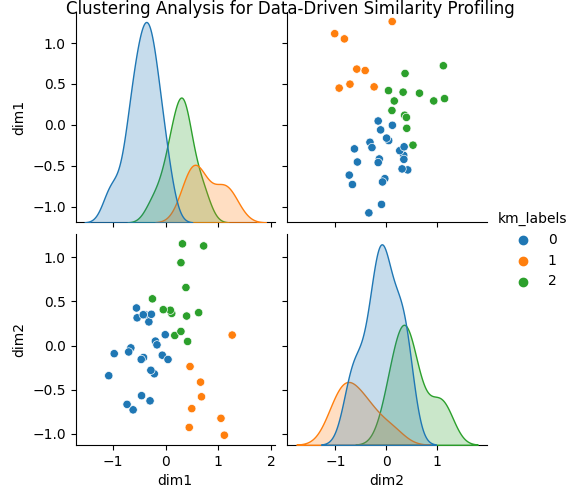 Clustering Analysis for Data-Driven Similarity Profiling
1.0
0.5
0.0
−0.5
−1.0
dim1
km_labels
0
1
2
1.0
0.5
0.0
−0.5
−1.0
dim2
−1 0 1 2
dim1
−1 0 1
dim2